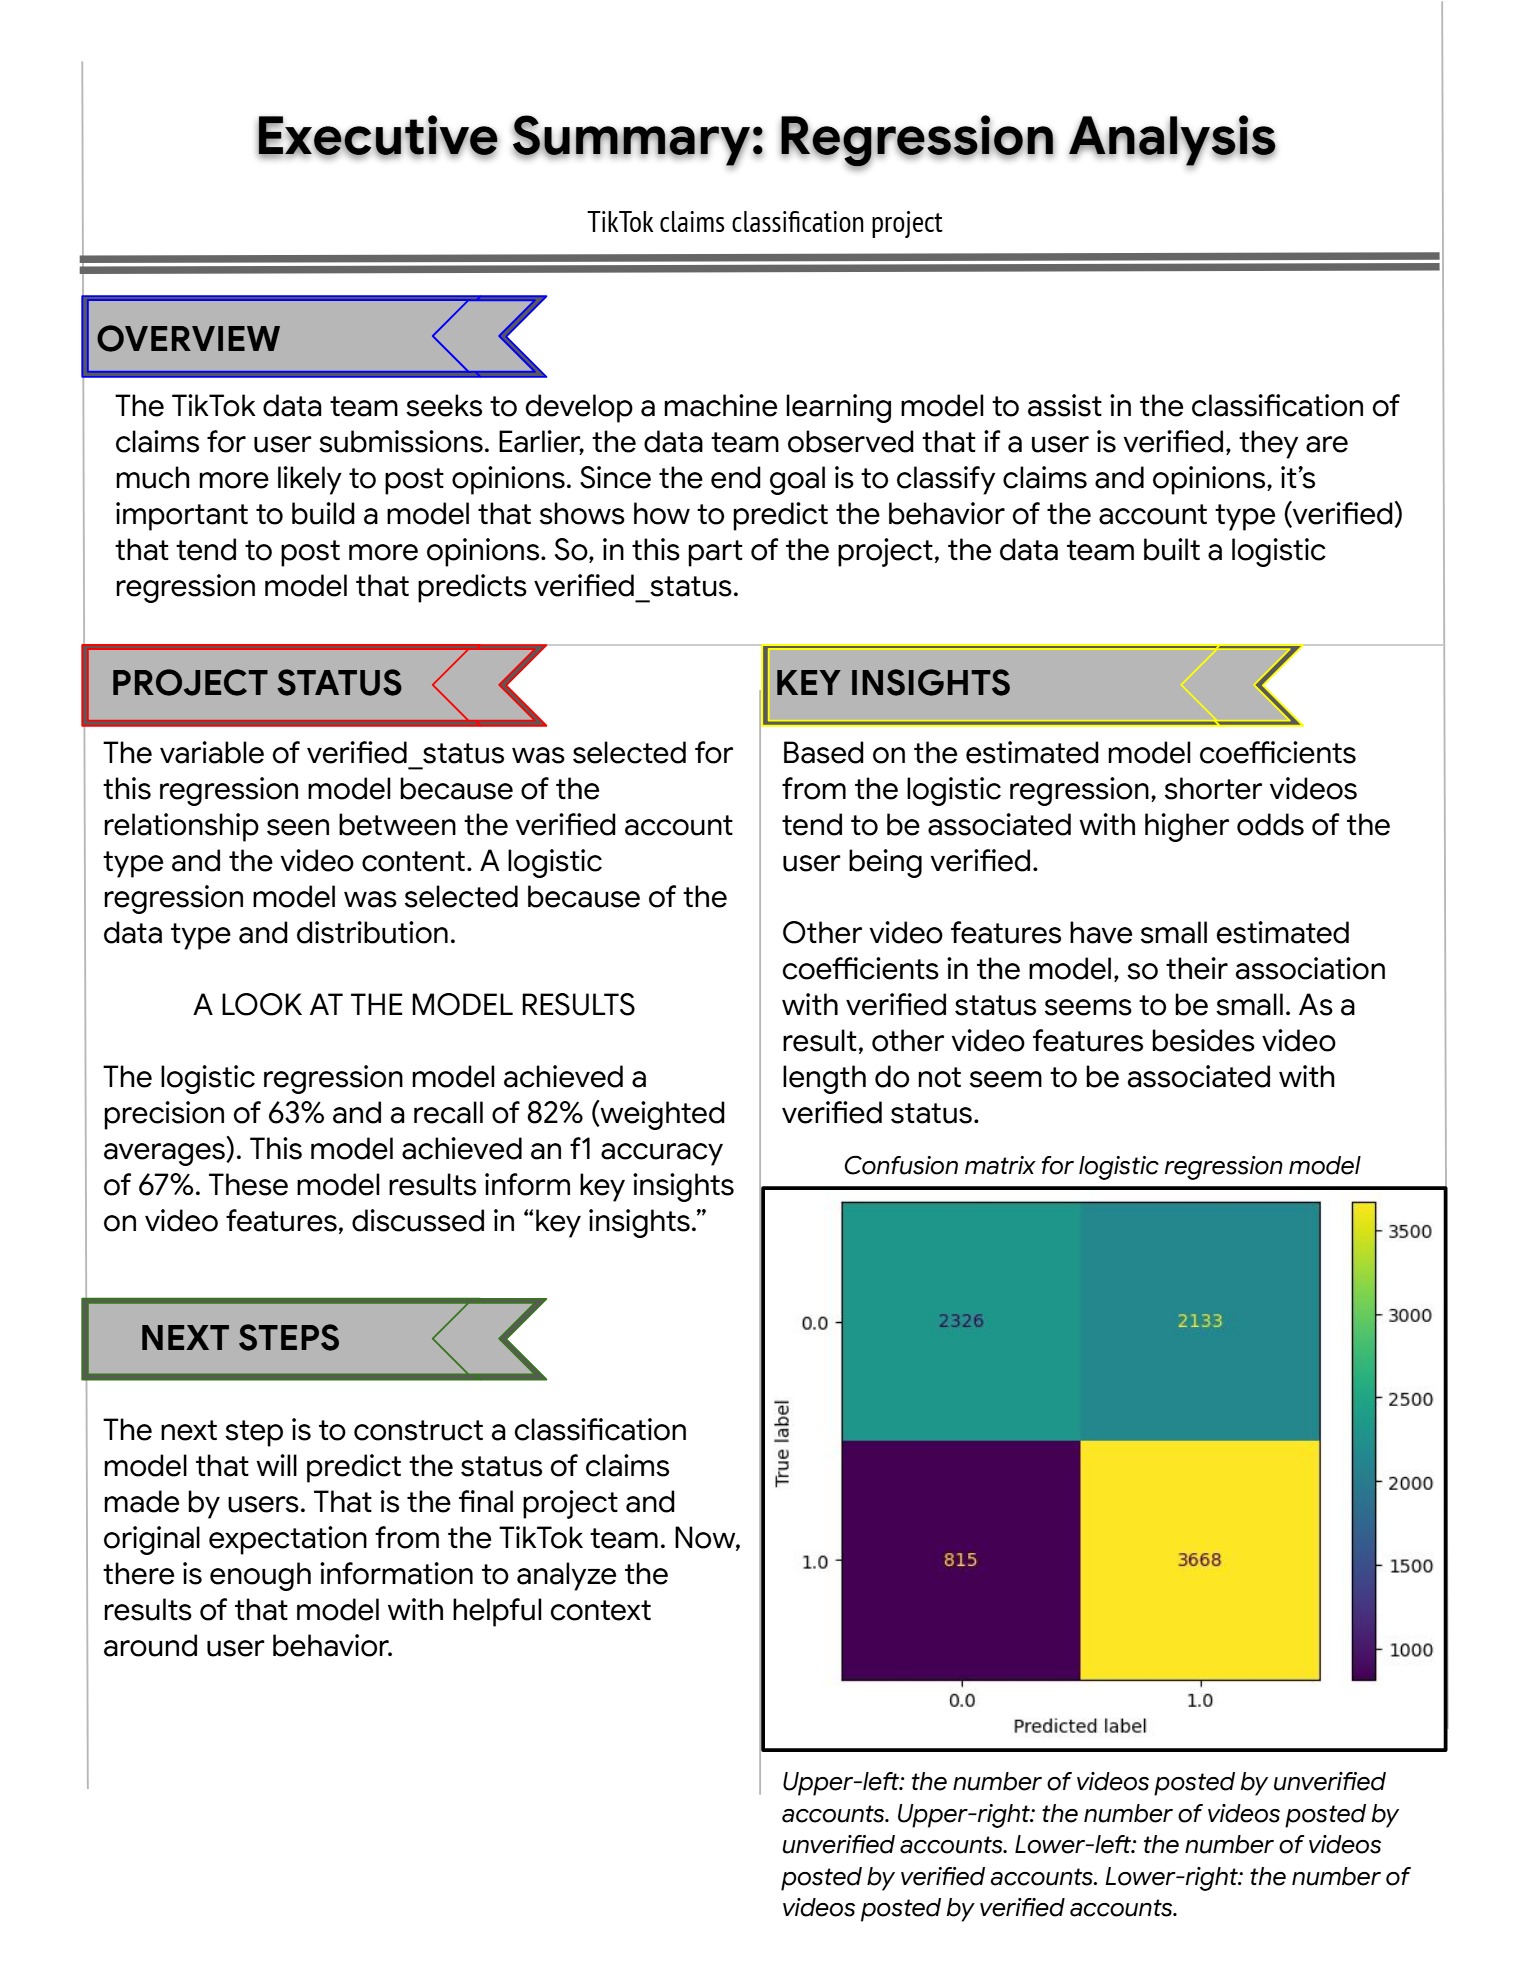 Executive Summary: Regression Analysis
TikTok claims classification project
OVERVIEW
The TikTok data team seeks to develop a machine learning model to assist in the classification of
claims for user submissions. Earlier, the data team observed that if a user is verified, they are
much more likely to post opinions. Since the end goal is to classify claims and opinions, it’s
important to build a model that shows how to predict the behavior of the account type (verified)
that tend to post more opinions. So, in this part of the project, the data team built a logistic
regression model that predicts verified_status.
PROJECT STATUS
The variable of verified_status was selected for
this regression model because of the
relationship seen between the verified account
type and the video content. A logistic
regression model was selected because of the
data type and distribution.
A LOOK AT THE MODEL RESULTS
The logistic regression model achieved a
precision of 63% and a recall of 82% (weighted
averages). This model achieved an f1 accuracy
of 67%. These model results inform key insights
on video features, discussed in “key insights.”
NEXT STEPS
The next step is to construct a classification
model that will predict the status of claims
made by users. That is the final project and
original expectation from the TikTok team. Now,
there is enough information to analyze the
results of that model with helpful context
around user behavior.
KEY INSIGHTS
Based on the estimated model coefficients
from the logistic regression, shorter videos
tend to be associated with higher odds of the
user being verified.
Other video features have small estimated
coefficients in the model, so their association
with verified status seems to be small. As a
result, other video features besides video
length do not seem to be associated with
verified status.
Confusion matrix for logistic regression model
True label
0.0
1.0
2326
2133
815
3668
0.0
1.0
Predicted label
3500
3000
2500
2000
1500
1000
Upper-left: the number of videos posted by unverified
accounts. Upper-right: the number of videos posted by
unverified accounts. Lower-left: the number of videos
posted by verified accounts. Lower-right: the number of
videos posted by verified accounts.